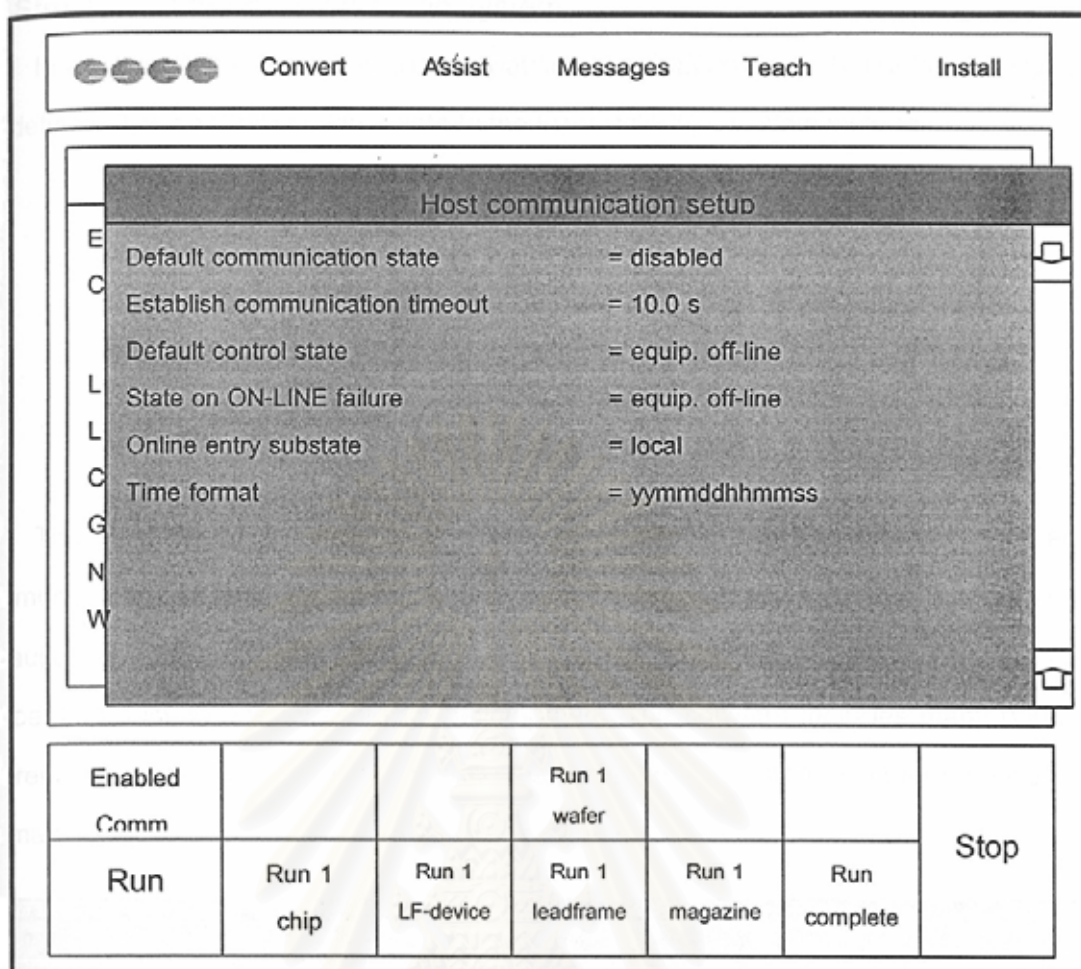 Convert Assist Messages Teach Install
Host communication setup
E
Default communication state = disabled
C
Establish communication timeout = 10.0 s
Default control state = equip. off-line
L
State on ON-LINE failure = equip. off-line
L
Online entry substate = local
C
Time format = yymmddhhmmss
G
N
W
Enabled
Comm
Run 1
wafer
Stop
Run
Run 1
chip
Run 1
LF-device
Run 1
leadframe
Run 1
magazine
Run
complete